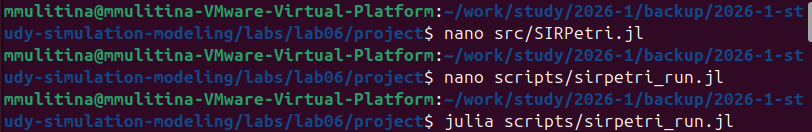 mmulitina@mmulitina-VMware-Virtual-Platform:~/work/study/2026-1/backup/2026-1-st
udy-simulation-modeling/labs/lab06/project$ nano src/SIRPetri.jl
mmulitina@mmulitina-VMware-Virtual-Platform:~/work/study/2026-1/backup/2026-1-st
udy-simulation-modeling/labs/lab06/project$ nano scripts/sirpetri_run.jl
mmulitina@mmulitina-VMware-Virtual-Platform:~/work/study/2026-1/backup/2026-1-st
udy-simulation-modeling/labs/lab06/project$ julia scripts/sirpetri_run.jl